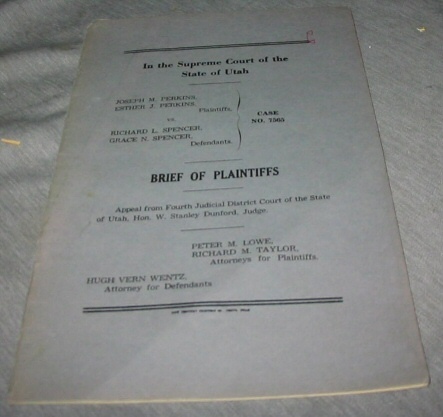 In the Supreme Court of the
State of Utah
JOSEPH M. PERKINS,
ESTHER J. PERKINS,
Plaintiffs,
vs.
RICHARD L. SPENCER,
GRACE N. SPENCER,
Defendants.
CASE
NO. 7565
BRIEF OF PLAINTIFFS
Appeal from Fourth Judicial District Court of the State
of Utah, Hon. W. Stanley Dunford, Judge.
PETER M. LOWE,
RICHARD M. TAYLOR,
Attorneys for Plaintiffs.
HUGH VERN WENTZ,
Attorney for Defendants